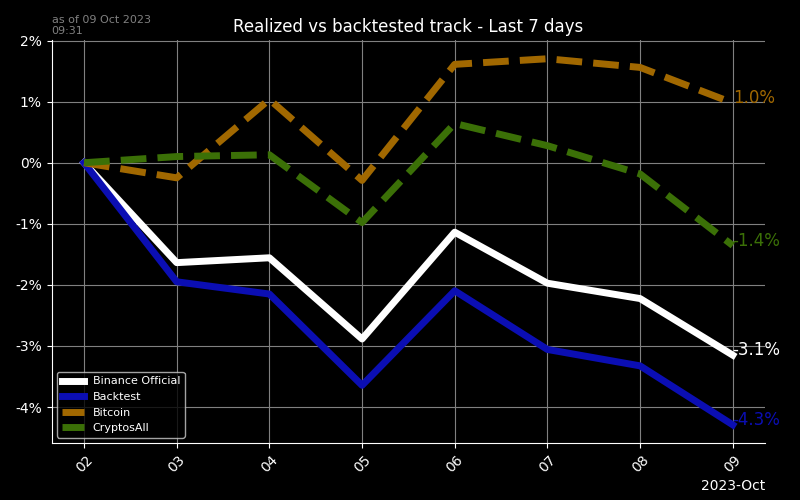 as of 09 Oct 2023
09:31
Realized vs backtested track - Last 7 days
2%
1%
0%
-1%
-2%
-3%
-4%
1.0%
-1.4%
-3.1%
-4.3%
Binance Official
Backtest
Bitcoin
CryptosAll
02
03
04
05
06
07
08
09
2023-Oct